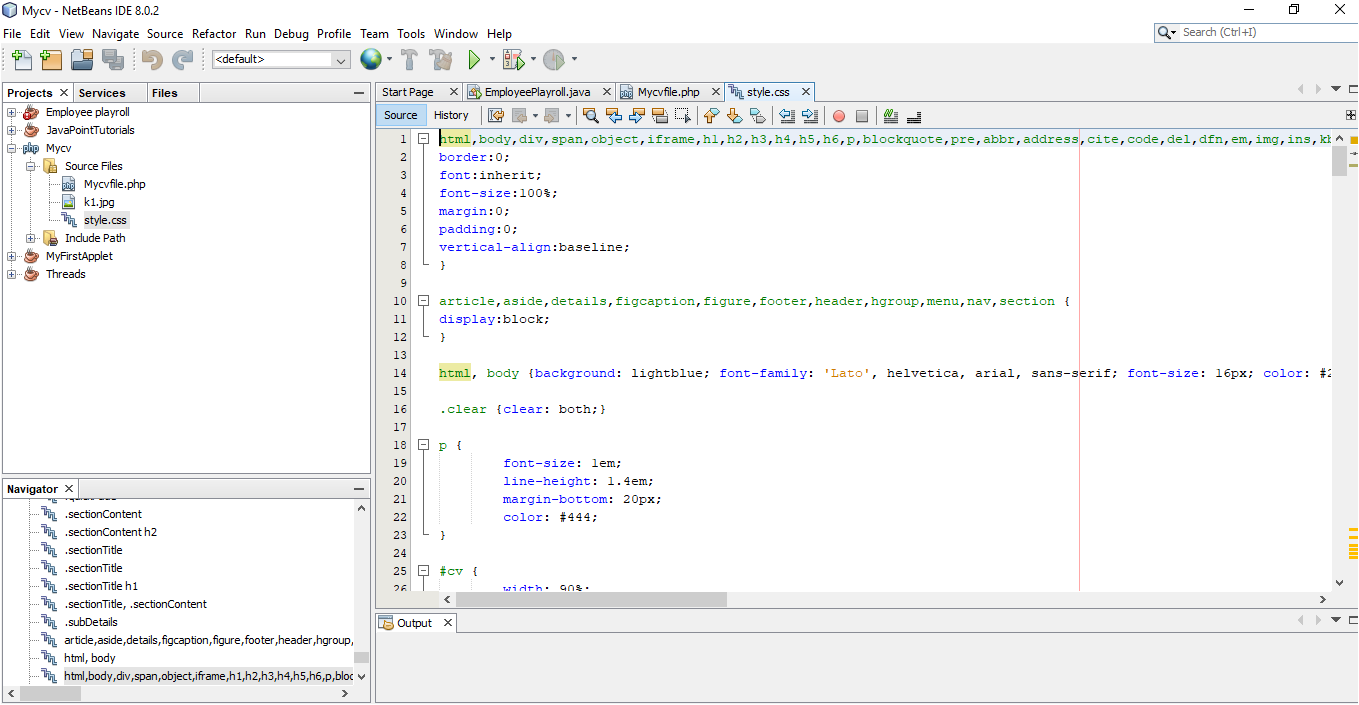 Mycv - NetBeans IDE 8.0.2
File Edit View Navigate Source Refactor Run Debug Profile Team Tools Window Help
Search (Ctrl+I)
<default>
Projects Services Files
Employee playroll
JavaPointTutorials
Mycv
Source Files
Mycvfile.php
k1.jpg
style.css
Include Path
MyFirstApplet
Threads
Navigator
.sectionContent
.sectionContent h2
.sectionTitle
.sectionTitle
.sectionTitle h1
.sectionTitle, .sectionContent
.subDetails
article,aside,details,figcaption,figure,footer,header,hgroup,
html, body
html,body,div,span,object,iframe,h1,h2,h3,h4,h5,h6,p,bloc
Start Page EmployeePlayroll.java Mycvfile.php style.css
Source History
1 html,body,div,span,object,iframe,h1,h2,h3,h4,h5,h6,p,blockquote,pre,abbr,address,cite,code,del,dfn,em,img,ins,kb
2 border:0;
3 font:inherit;
4 font-size:100%;
5 margin:0;
6 padding:0;
7 vertical-align:baseline;
8 }
9
10 article,aside,details,figcaption,figure,footer,header,hgroup,menu,nav,section {
11 display:block;
12 }
13
14 html, body {background: lightblue; font-family: 'Lato', helvetica, arial, sans-serif; font-size: 16px; color: #2
15
16 .clear {clear: both;}
17
18 p {
19 font-size: 1em;
20 line-height: 1.4em;
21 margin-bottom: 20px;
22 color: #444;
23 }
24
25 #cv {
26 width: 90%;
Output